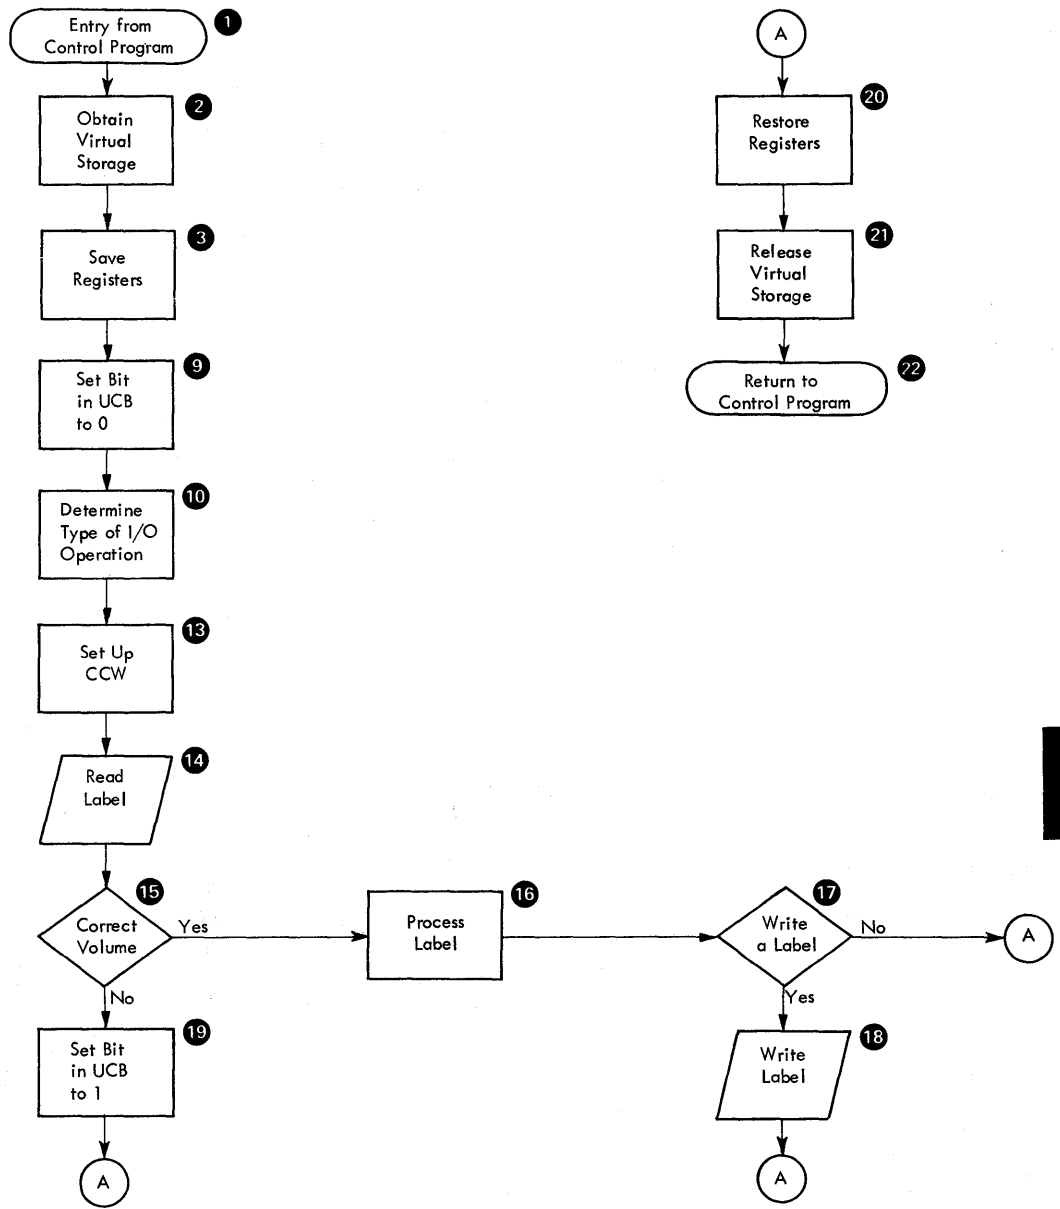 Entry from
Control Program
1
Obtain
Virtual
Storage
2
Save
Registers
3
Set Bit
in UCB
to 0
9
Determine
Type of I/O
Operation
10
Set Up
CCW
13
Read
Label
14
Correct
Volume
15
Yes
No
Process
Label
16
Write
a Label
17
No
A
Yes
Write
Label
18
A
Set Bit
in UCB
to 1
19
A
A
Restore
Registers
20
Release
Virtual
Storage
21
Return to
Control Program
22